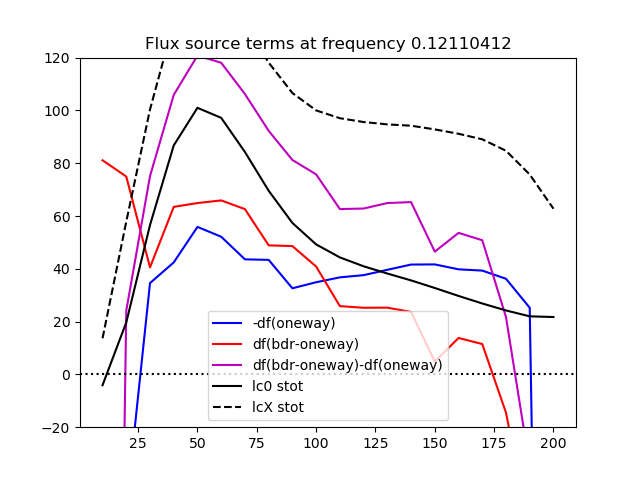 Flux source terms at frequency 0.12110412
120
100
80
60
40
20
0
−20
-df(oneway)
df(bdr-oneway)
df(bdr-oneway)-df(oneway)
lc0 stot
lcX stot
25 50 75 100 125 150 175 200